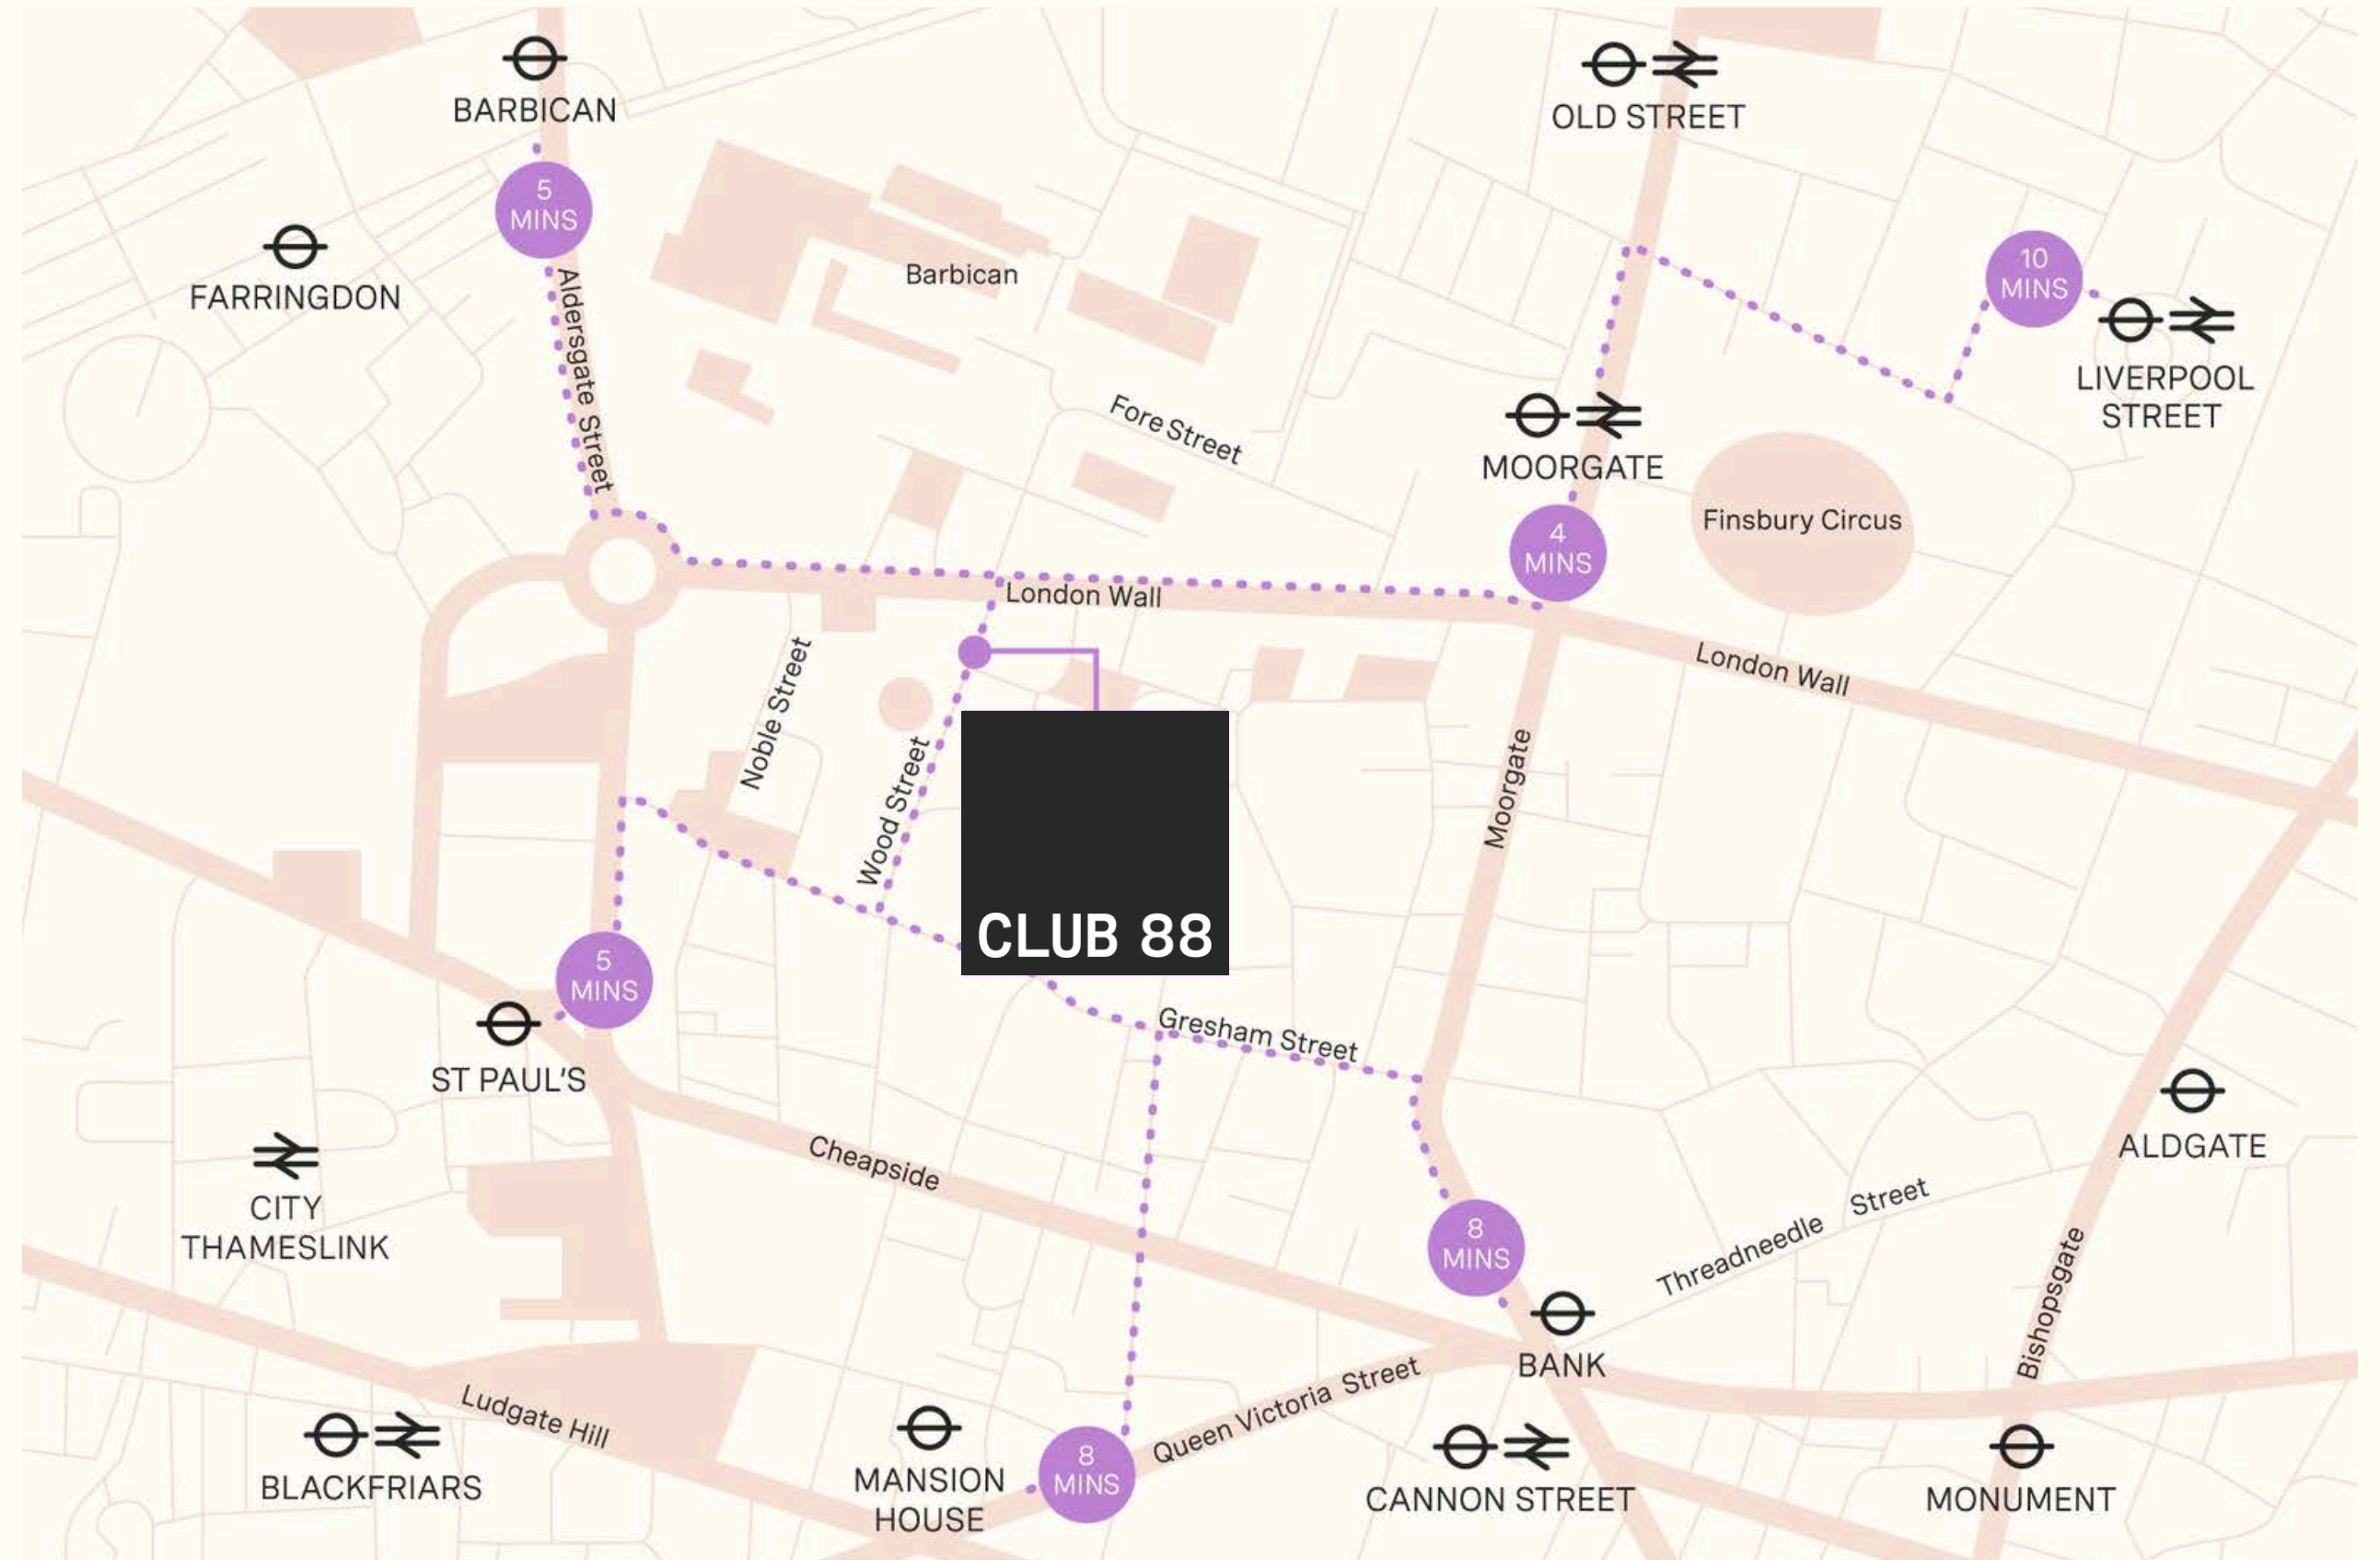 BARBICAN
OLD STREET
5
MINS
FARRINGDON
Barbican
10
MINS
LIVERPOOL
STREET
Aldersgate Street
Fore Street
MOORGATE
Finsbury Circus
4
MINS
London Wall
London Wall
Noble Street
Wood Street
Moorgate
CLUB 88
5
MINS
ST PAUL'S
Gresham Street
Cheapside
ALDGATE
CITY
THAMESLINK
8
MINS
Threadneedle Street
Bishopsgate
BANK
Queen Victoria Street
Ludgate Hill
BLACKFRIARS
MANSION
HOUSE
8
MINS
CANNON STREET
MONUMENT